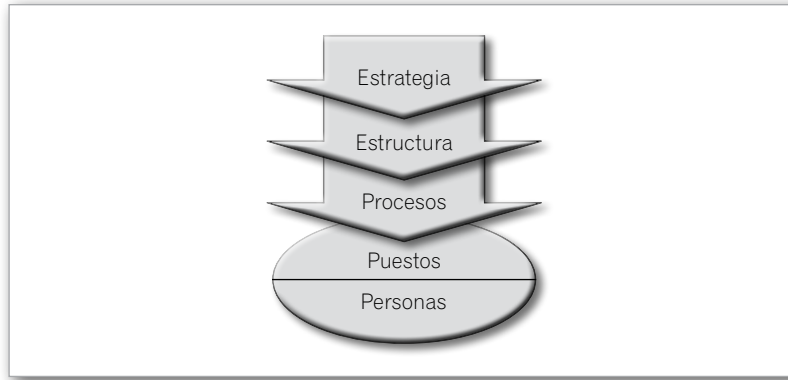 Estrategia
Estructura
Procesos
Puestos
Personas